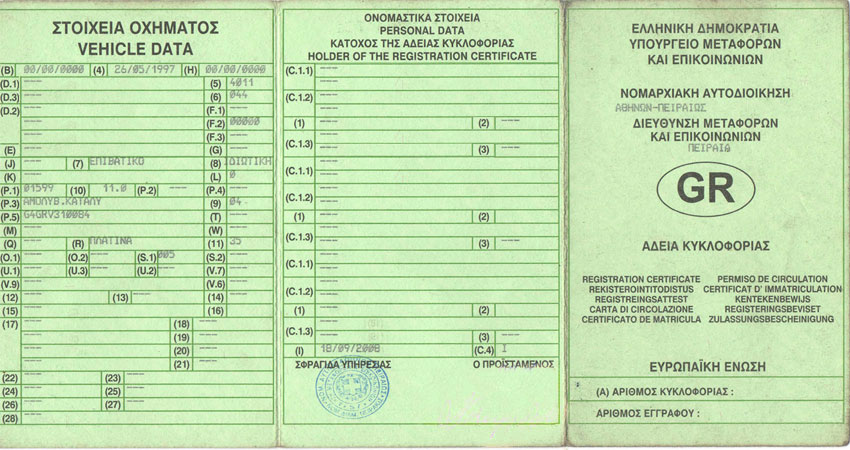 ΣΤΟΙΧΕΙΑ ΟΧΗΜΑΤΟΣ
VEHICLE DATA
(B) 00/00/0000 (4) 26/05/1997 (H) 00/00/0000
(D.1) --- (5) 4011
(D.3) --- (6) 044
(D.2) --- (F.1) ---
(F.2) 00000
(F.3) ---
(E) --- (G) ---
(J) --- (7) ΕΠΙΒΑΤΙΚΟ (8) ΙΔΙΩΤΙΚΗ
(K) --- (L) 0
(P.1) 01599 (10) 11.0 (P.2) --- (P.4) ---
(P.3) ΑΜΟΛΥΒ.ΚΑΤΑΛΥ (9) 04
(P.5) G4GRV310084 (T) ---
(M) --- (W) ---
(Q) --- (R) ΠΛΑΤΙΝΑ (11) 35
(O.1) --- (O.2) --- (S.1) 005 (S.2) ---
(U.1) --- (U.3) --- (U.2) --- (V.7) ---
(V.9) --- (V.6) ---
(12) --- (13) --- (14) ---
(15) --- (16) ---
(17) --- (18) ---
(19) ---
(20) ---
(21) ---
(22) --- (23) ---
(24) --- (25) ---
(26) --- (27) ---
(28) ---
ΟΝΟΜΑΣΤΙΚΑ ΣΤΟΙΧΕΙΑ
PERSONAL DATA
ΚΑΤΟΧΟΣ ΤΗΣ ΑΔΕΙΑΣ ΚΥΚΛΟΦΟΡΙΑΣ
HOLDER OF THE REGISTRATION CERTIFICATE
(C.1.1) ---
(C.1.2) ---
(1) --- (2) ---
(C.1.3) ---
(3) ---
(C.1.1) ---
(C.1.2) ---
(1) --- (2) ---
(C.1.3) --- (3) ---
(C.1.1) ---
(C.1.2) ---
(1) --- (2) ---
(C.1.3) ---
(3) ---
(I) 18/09/2008 (C.4) I
ΣΦΡΑΓΙΔΑ ΥΠΗΡΕΣΙΑΣ Ο ΠΡΟΪΣΤΑΜΕΝΟΣ
ΕΛΛΗΝΙΚΗ ΔΗΜΟΚΡΑΤΙΑ
ΥΠΟΥΡΓΕΙΟ ΜΕΤΑΦΟΡΩΝ
ΚΑΙ ΕΠΙΚΟΙΝΩΝΙΩΝ
ΝΟΜΑΡΧΙΑΚΗ ΑΥΤΟΔΙΟΙΚΗΣΗ
ΑΘΗΝΩΝ-ΠΕΙΡΑΙΩΣ
ΔΙΕΥΘΥΝΣΗ ΜΕΤΑΦΟΡΩΝ
ΚΑΙ ΕΠΙΚΟΙΝΩΝΙΩΝ
ΠΕΙΡΑΙΑ
GR
ΑΔΕΙΑ ΚΥΚΛΟΦΟΡΙΑΣ
REGISTRATION CERTIFICATE PERMISO DE CIRCULATION
REKISTEROINTITODISTUS CERTIFICAT D' IMMATRICULATION
REGISTREINGSATTEST KENTEKENBEWIJS
CARTA DI CIRCOLAZIONE REGISTERINGSBEVISET
CERTIFICATO DE MATRICULA ZULASSUNGSBESCHEINIGUNG
ΕΥΡΩΠΑΪΚΗ ΕΝΩΣΗ
(A) ΑΡΙΘΜΟΣ ΚΥΚΛΟΦΟΡΙΑΣ :
ΑΡΙΘΜΟΣ ΕΓΓΡΑΦΟΥ :